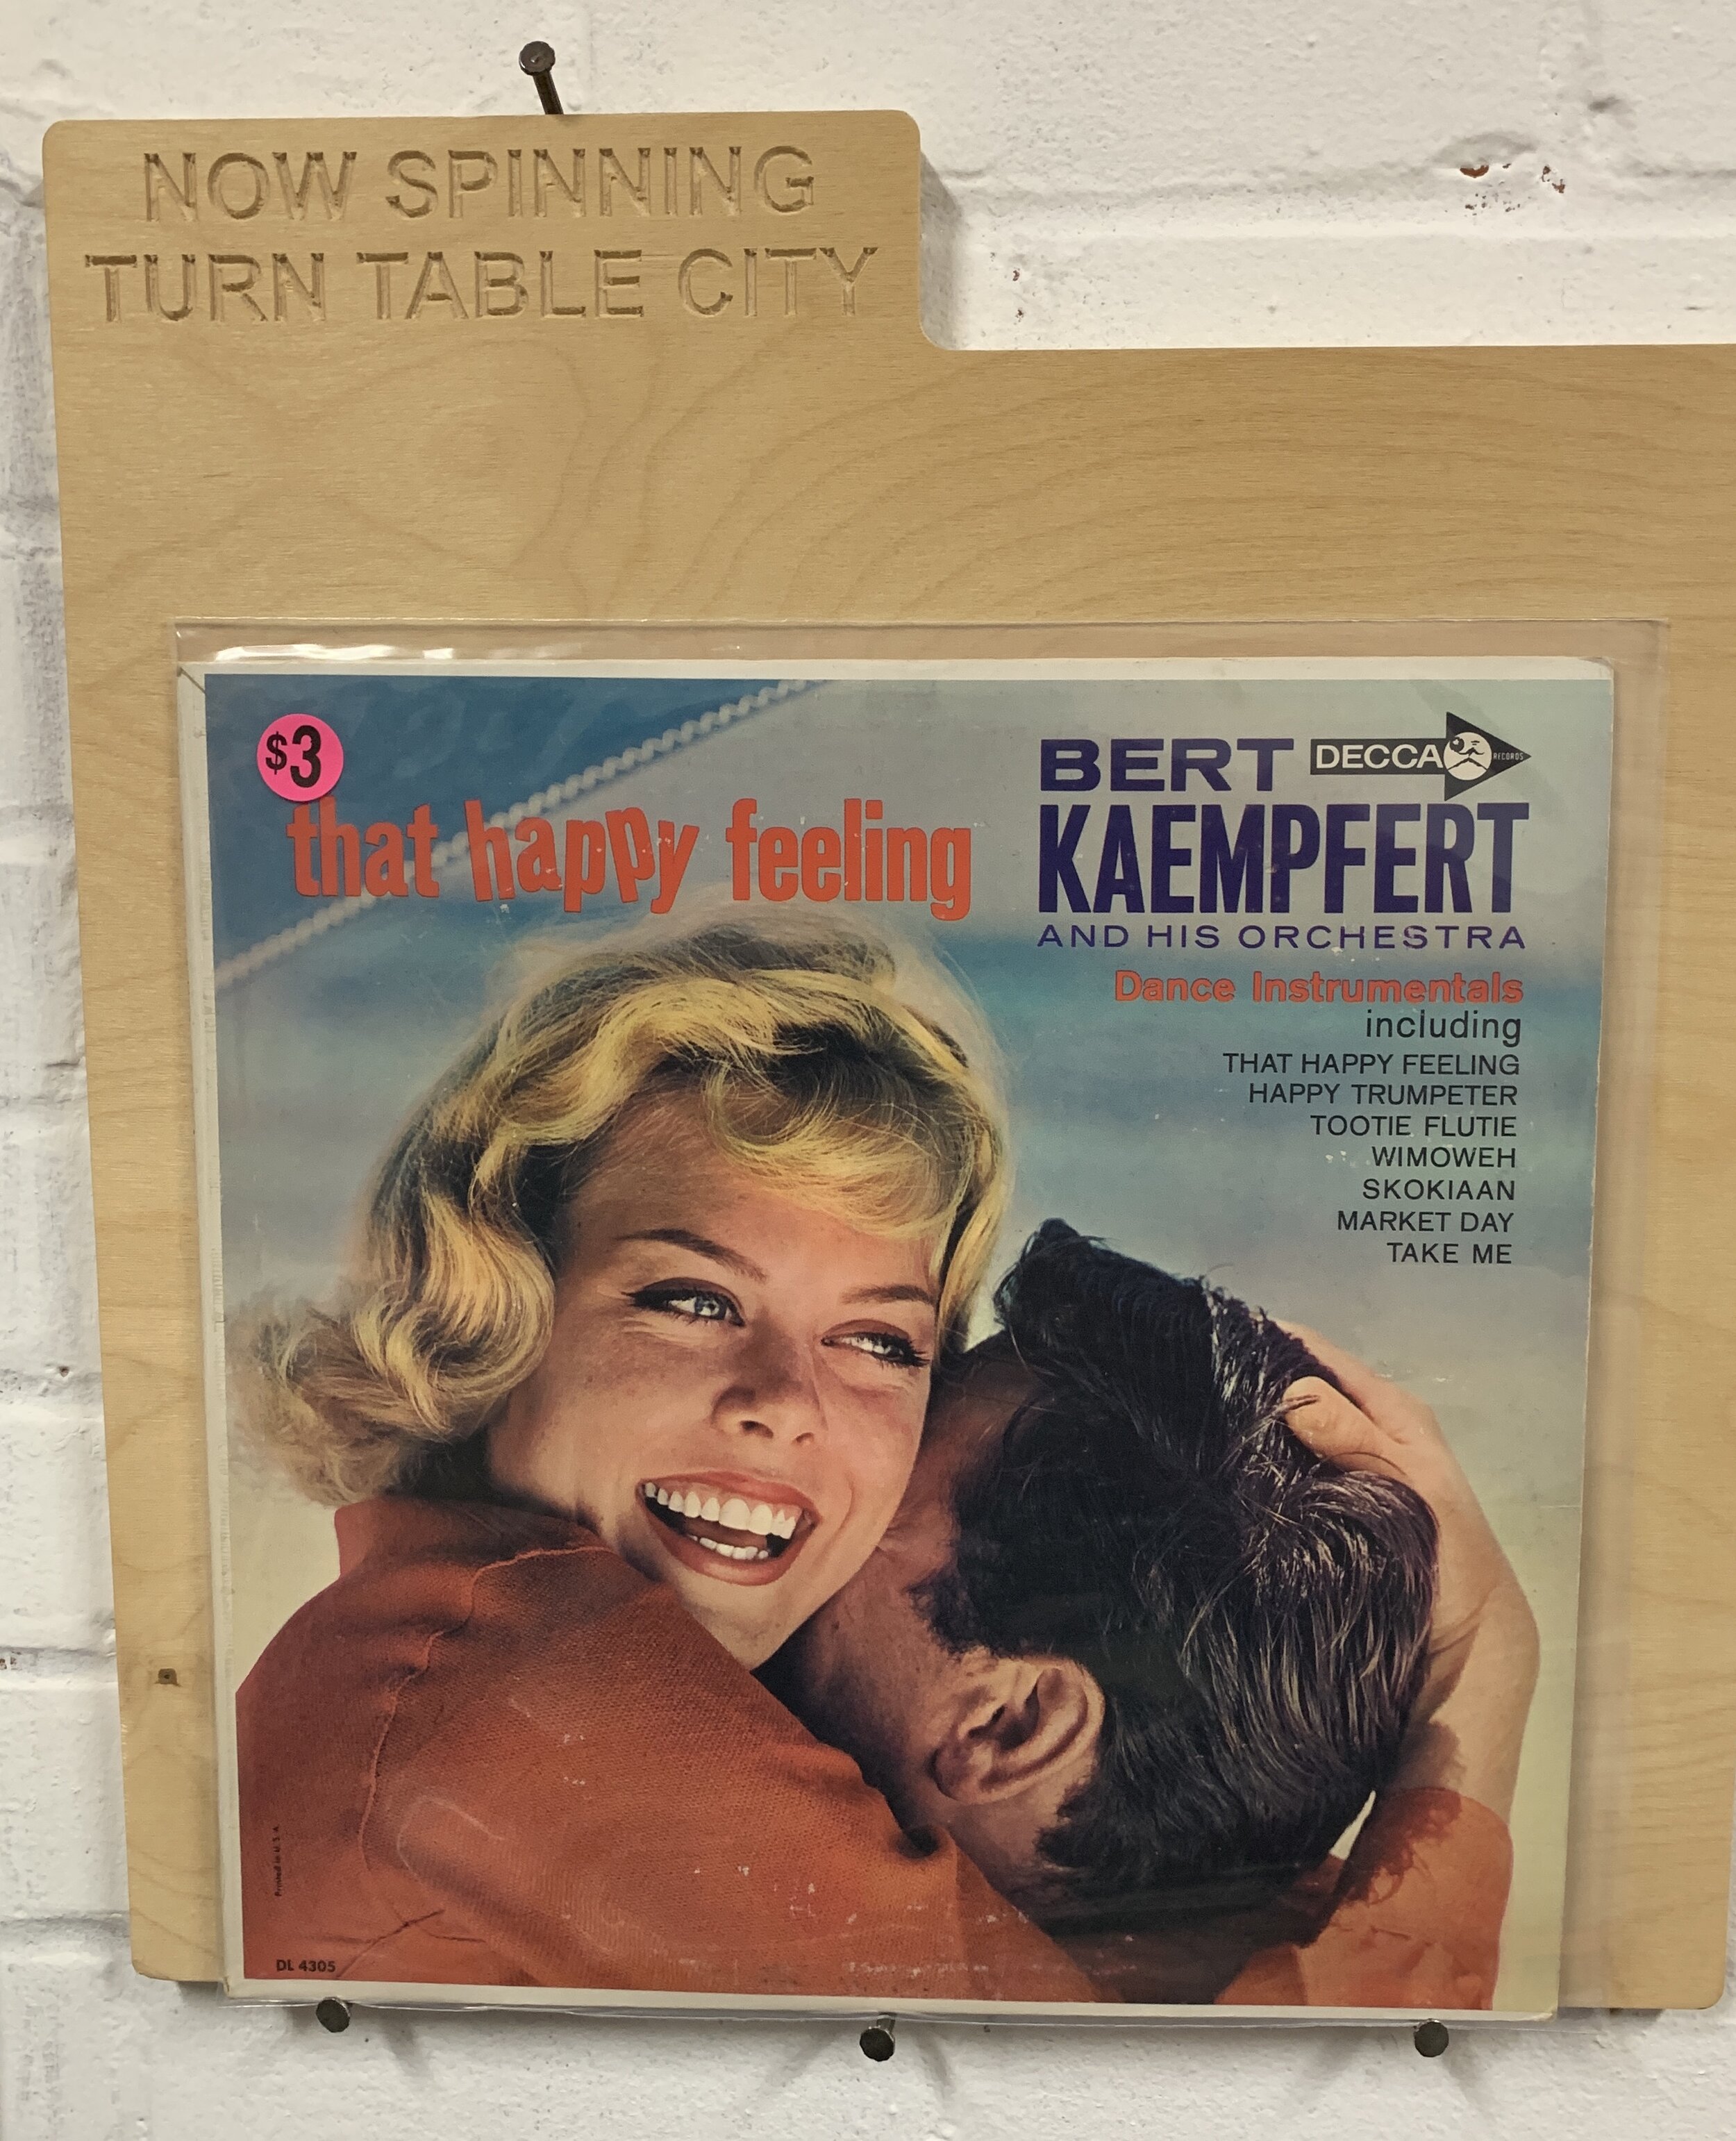 NOW SPINNING
TURN TABLE CITY
$3
that happy feeling
BERT
DECCA RECORDS
KAEMPFERT
AND HIS ORCHESTRA
Dance Instrumentals
including
THAT HAPPY FEELING
HAPPY TRUMPETER
TOOTIE FLUTIE
WIMOWEH
SKOKIAAN
MARKET DAY
TAKE ME
Printed in U.S.A.
DL 4305